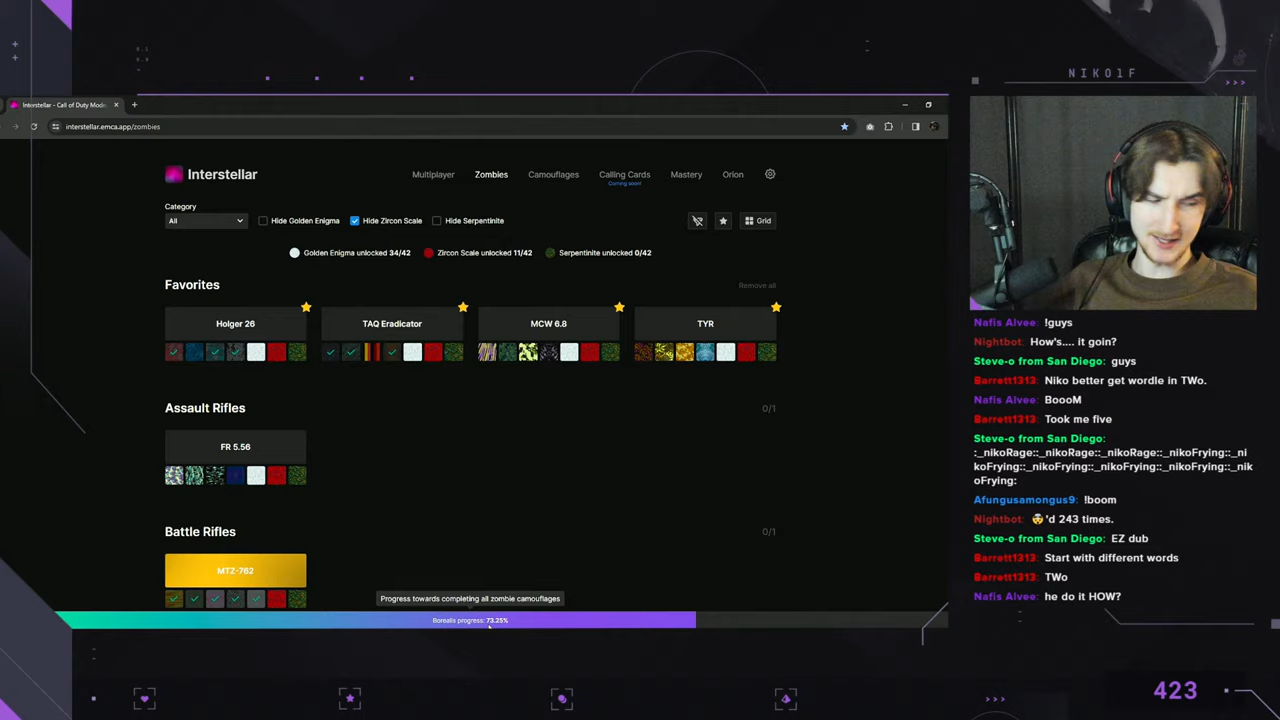 NIKO1F
Interstellar - Call of Duty Mode
interstellar.emca.app/zombies
Interstellar
Multiplayer
Zombies
Camouflages
Calling Cards
Coming soon!
Mastery
Orion
Category
All
Hide Golden Enigma
Hide Zircon Scale
Hide Serpentinite
Grid
Golden Enigma unlocked 34/42
Zircon Scale unlocked 11/42
Serpentinite unlocked 0/42
Favorites
Remove all
Holger 26
TAQ Eradicator
MCW 6.8
TYR
Assault Rifles
0/1
FR 5.56
Battle Rifles
0/1
MTZ-762
Progress towards completing all zombie camouflages
Borealis progress: 73.25%
Nafis Alvee: !guys
Nightbot: How's.... it goin?
Steve-o from San Diego: guys
Barrett1313: Niko better get wordle in TWo.
Nafis Alvee: BoooM
Barrett1313: Took me five
Steve-o from San Diego:
:_nikoRage::_nikoRage::_nikoFrying::_ni
koFrying::_nikoFrying::_nikoFrying::_nik
oFrying:
Afungusamongus9: !boom
Nightbot: 🤯'd 243 times.
Steve-o from San Diego: EZ dub
Barrett1313: Start with different words
Barrett1313: TWo
Nafis Alvee: he do it HOW?
423